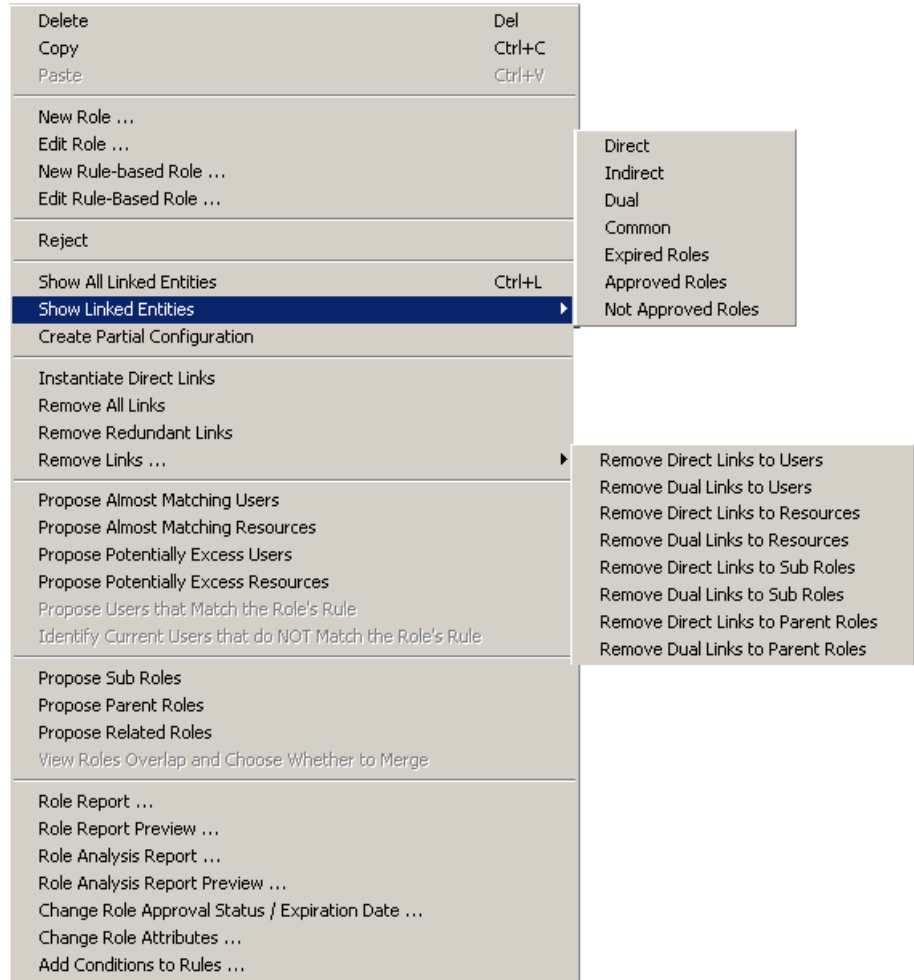 Delete Del
Copy Ctrl+C
Paste Ctrl+V
New Role ...
Edit Role ...
New Rule-based Role ...
Edit Rule-Based Role ...
Reject
Show All Linked Entities Ctrl+L
Show Linked Entities
Create Partial Configuration
Instantiate Direct Links
Remove All Links
Remove Redundant Links
Remove Links ...
Propose Almost Matching Users
Propose Almost Matching Resources
Propose Potentially Excess Users
Propose Potentially Excess Resources
Propose Users that Match the Role's Rule
Identify Current Users that do NOT Match the Role's Rule
Propose Sub Roles
Propose Parent Roles
Propose Related Roles
View Roles Overlap and Choose Whether to Merge
Role Report ...
Role Report Preview ...
Role Analysis Report ...
Role Analysis Report Preview ...
Change Role Approval Status / Expiration Date ...
Change Role Attributes ...
Add Conditions to Rules ...
Direct
Indirect
Dual
Common
Expired Roles
Approved Roles
Not Approved Roles
Remove Direct Links to Users
Remove Dual Links to Users
Remove Direct Links to Resources
Remove Dual Links to Resources
Remove Direct Links to Sub Roles
Remove Dual Links to Sub Roles
Remove Direct Links to Parent Roles
Remove Dual Links to Parent Roles